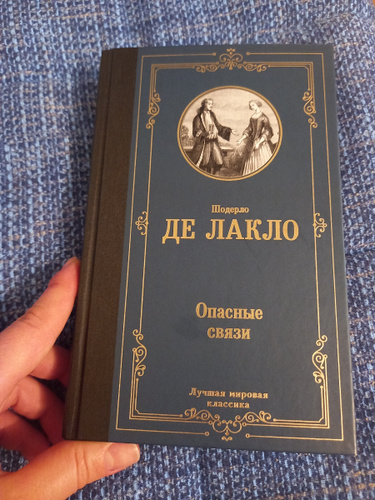 Шодерло
ДЕ ЛАКЛО
Опасные
связи
Лучшая мировая
классика